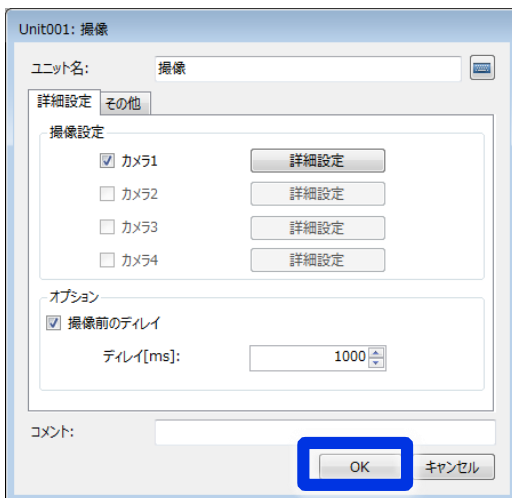 Unit001: 撮像
ユニット名: 撮像
詳細設定 その他
撮像設定
カメラ1 詳細設定
カメラ2 詳細設定
カメラ3 詳細設定
カメラ4 詳細設定
オプション
撮像前のディレイ
ディレイ[ms]: 1000
コメント:
OK キャンセル